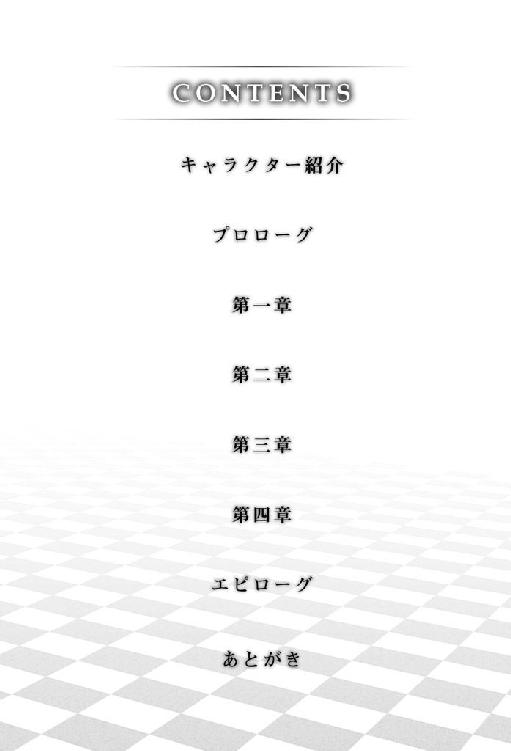 CONTENTS
キャラクター紹介
プロローグ
第一章
第二章
第三章
第四章
エピローグ
あとがき